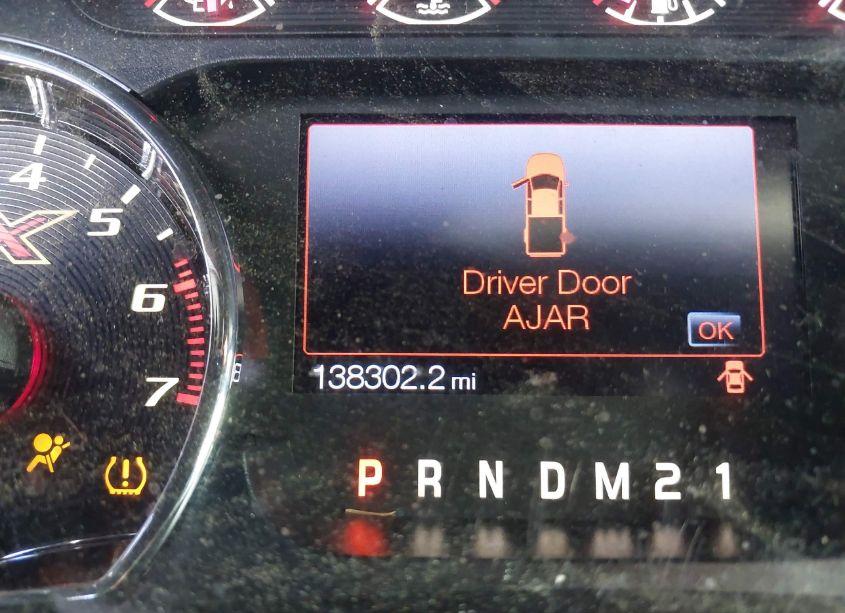 4
5
X
6
7
Driver Door
AJAR
OK
138302.2 mi
P R N D M 2 1